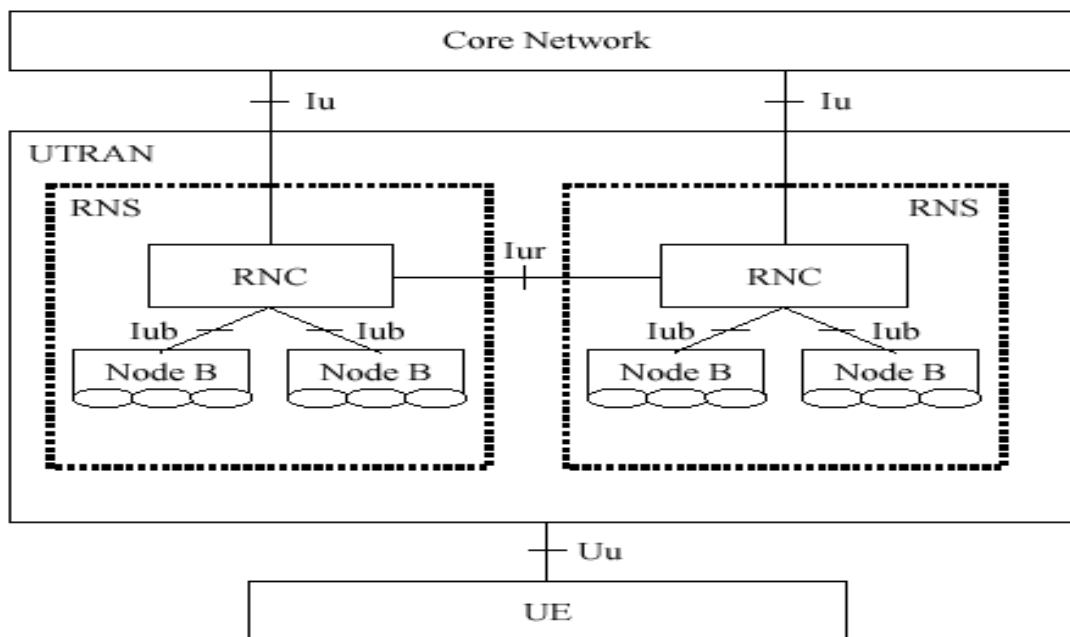 Core Network
Iu Iu
UTRAN
RNS RNS
Iur
RNC RNC
Iub Iub Iub Iub
Node B Node B Node B Node B
Uu
UE